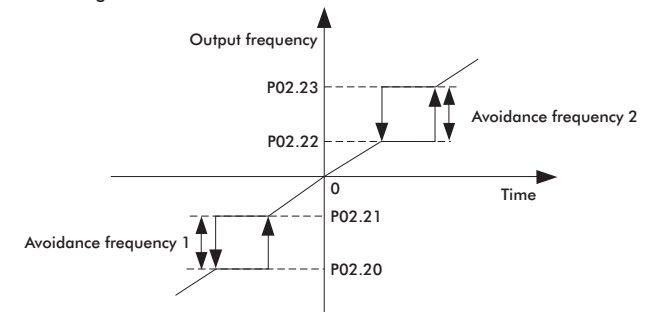 Output frequency
P02.23
Avoidance frequency 2
P02.22
0
Time
P02.21
Avoidance frequency 1
P02.20